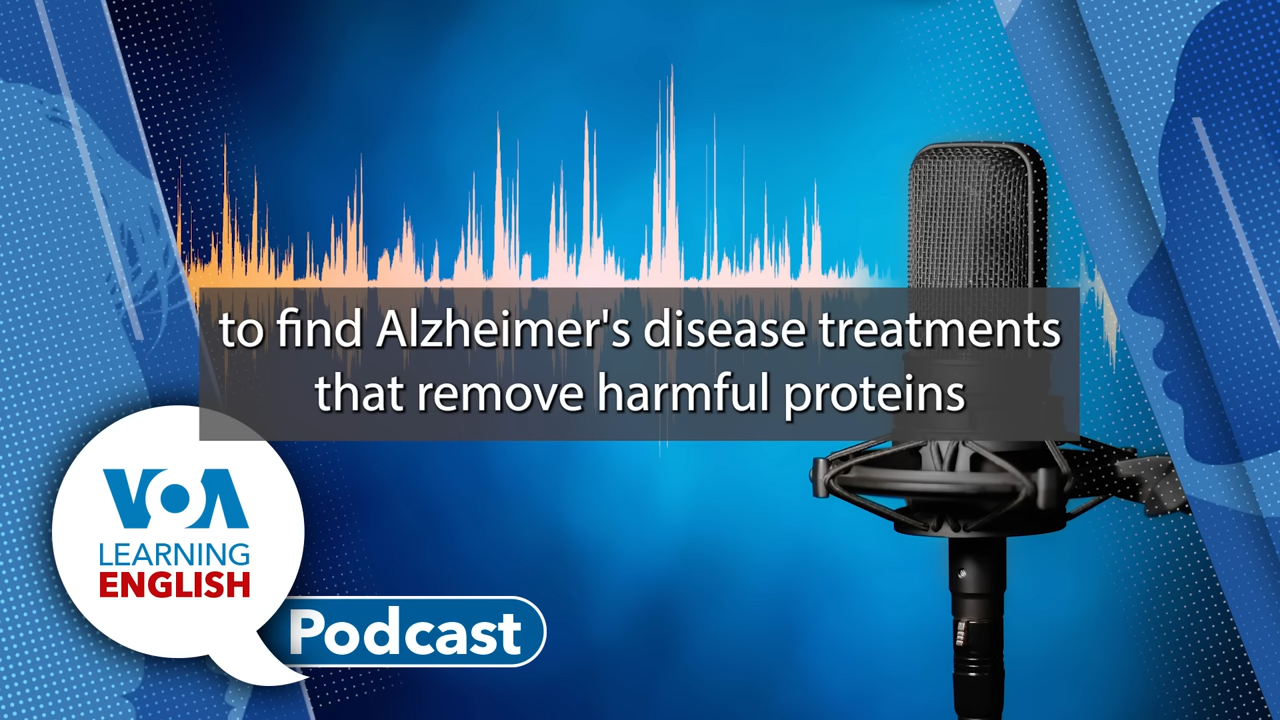 to find Alzheimer's disease treatments
that remove harmful proteins
VOA
LEARNING
ENGLISH
Podcast